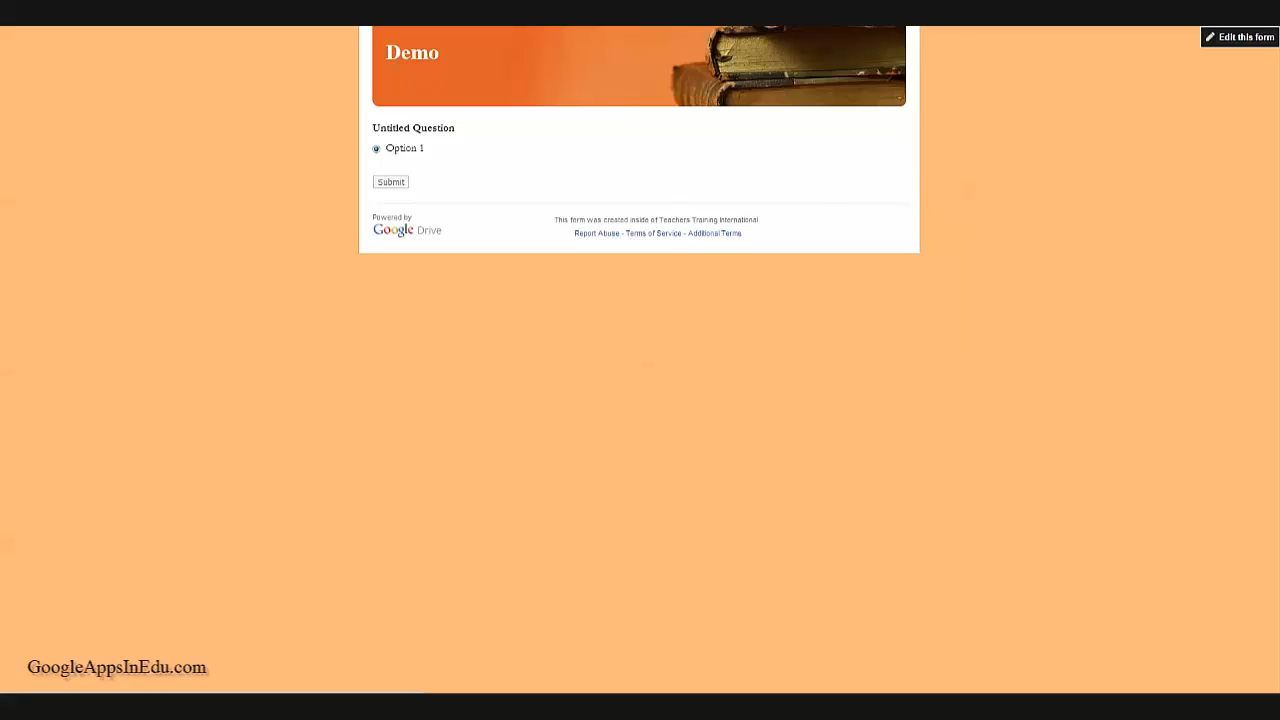 Edit this form
Demo
Untitled Question
Option 1
Submit
Powered by
Google Drive
This form was created inside of Teachers Training International
Report Abuse - Terms of Service - Additional Terms
GoogleAppsInEdu.com